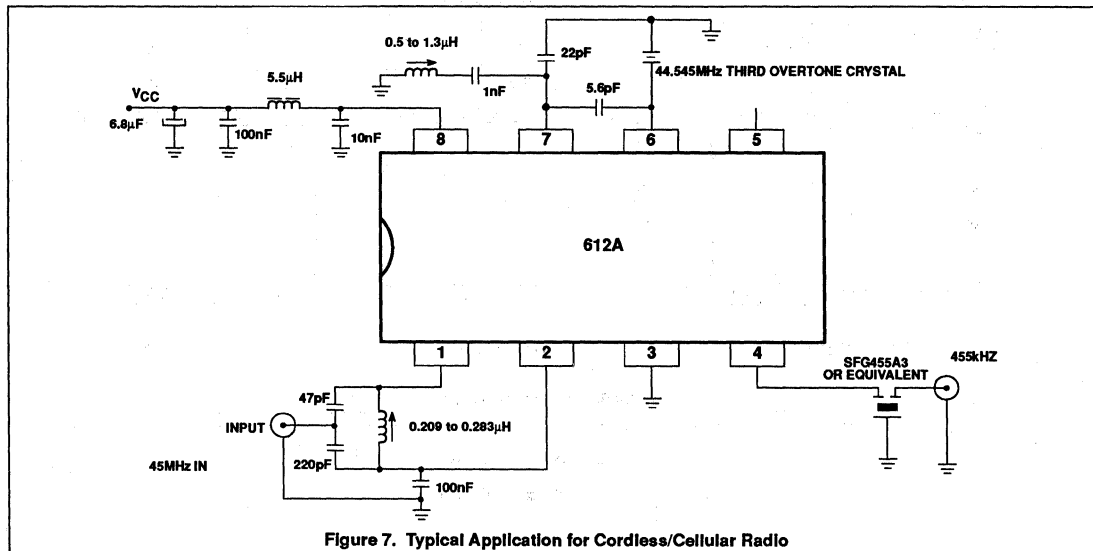 0.5 to 1.3µH
22pF
44.545MHz THIRD OVERTONE CRYSTAL
5.5µH
1nF
5.6pF
VCC
6.8µF
100nF
10nF
8
7
6
5
612A
1
2
3
4
SFG455A3
OR EQUIVALENT
455kHZ
47pF
INPUT
0.209 to 0.283µH
220pF
45MHz IN
100nF
Figure 7. Typical Application for Cordless/Cellular Radio